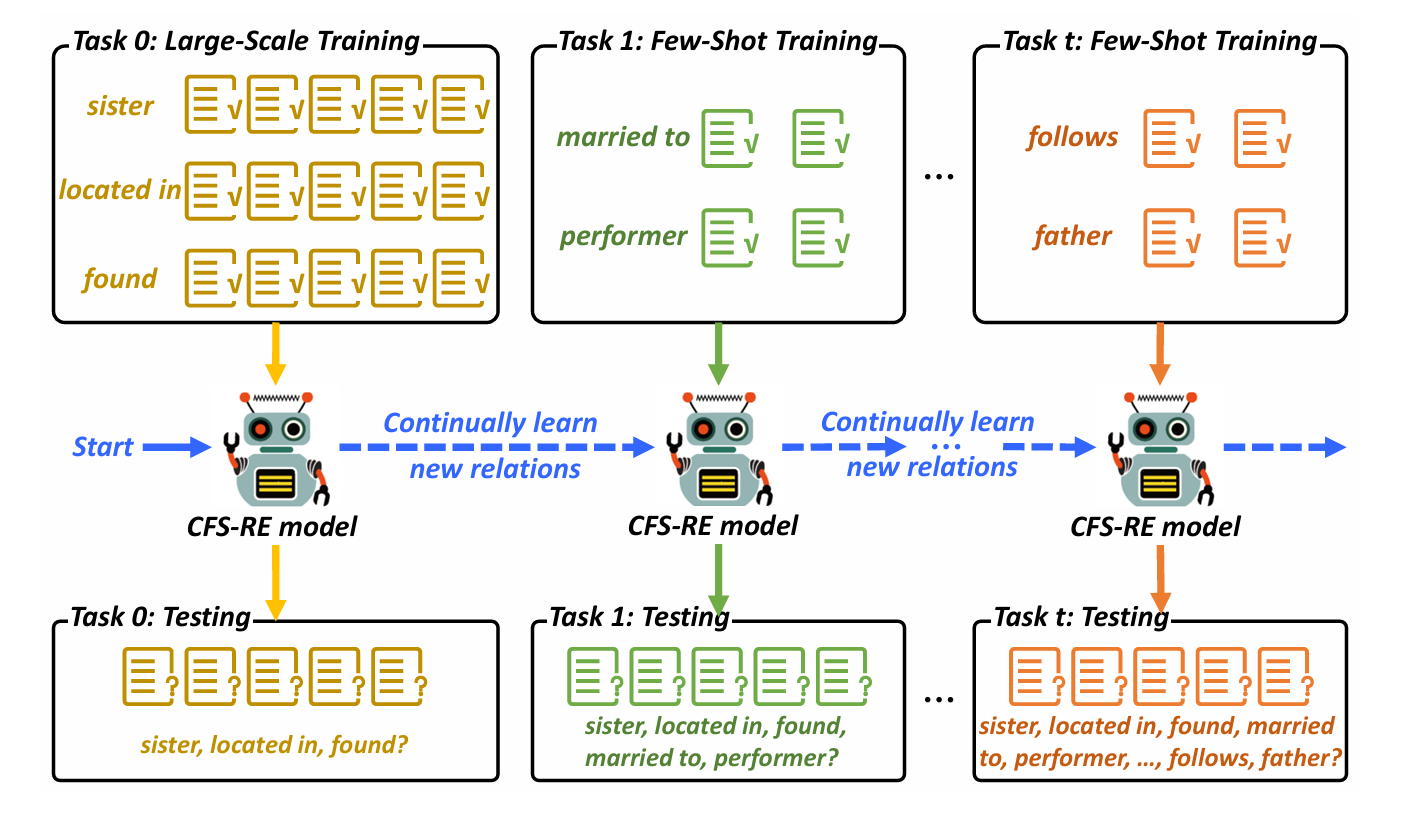 Task 0: Large-Scale Training
sister
located in
found
Task 1: Few-Shot Training
married to
performer
...
Task t: Few-Shot Training
follows
father
Start
Continually learn
new relations
Continually learn
...
new relations
CFS-RE model
CFS-RE model
CFS-RE model
Task 0: Testing
sister, located in, found?
Task 1: Testing
sister, located in, found,
married to, performer?
...
Task t: Testing
sister, located in, found, married
to, performer, ..., follows, father?